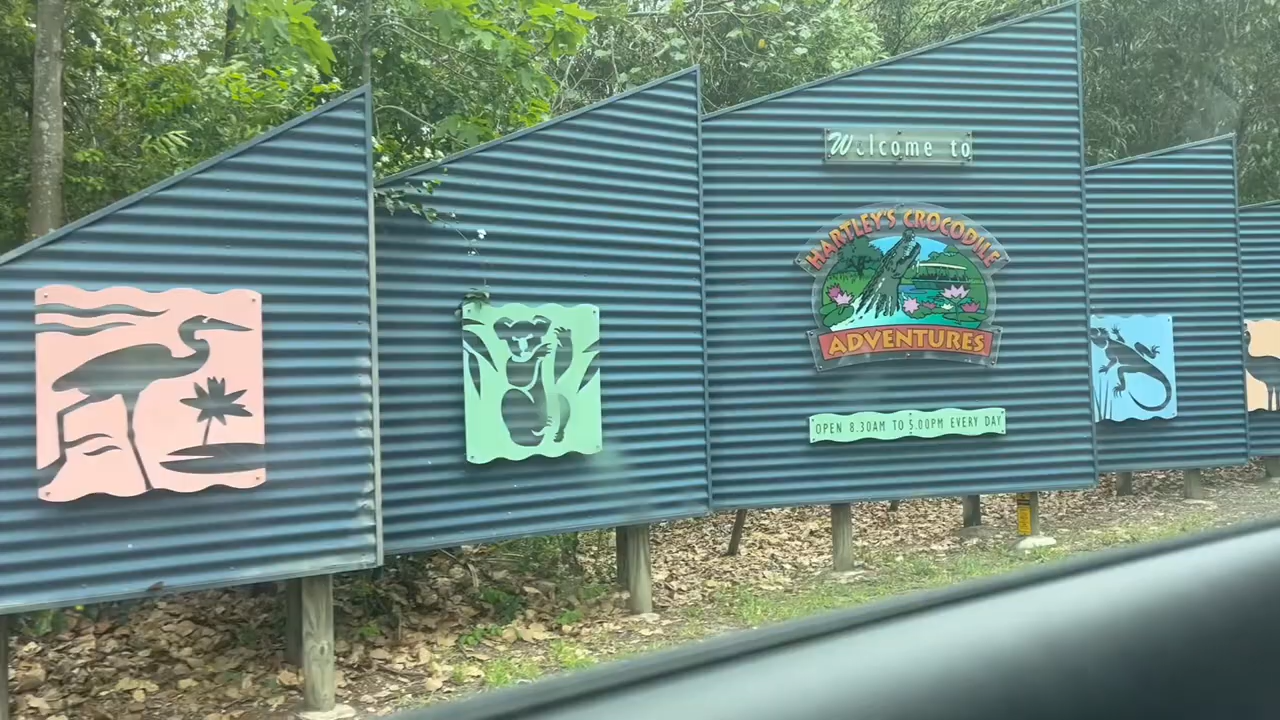 Welcome to
HARTLEY'S CROCODILE
ADVENTURES
OPEN 8.30AM TO 5.00PM EVERY DAY